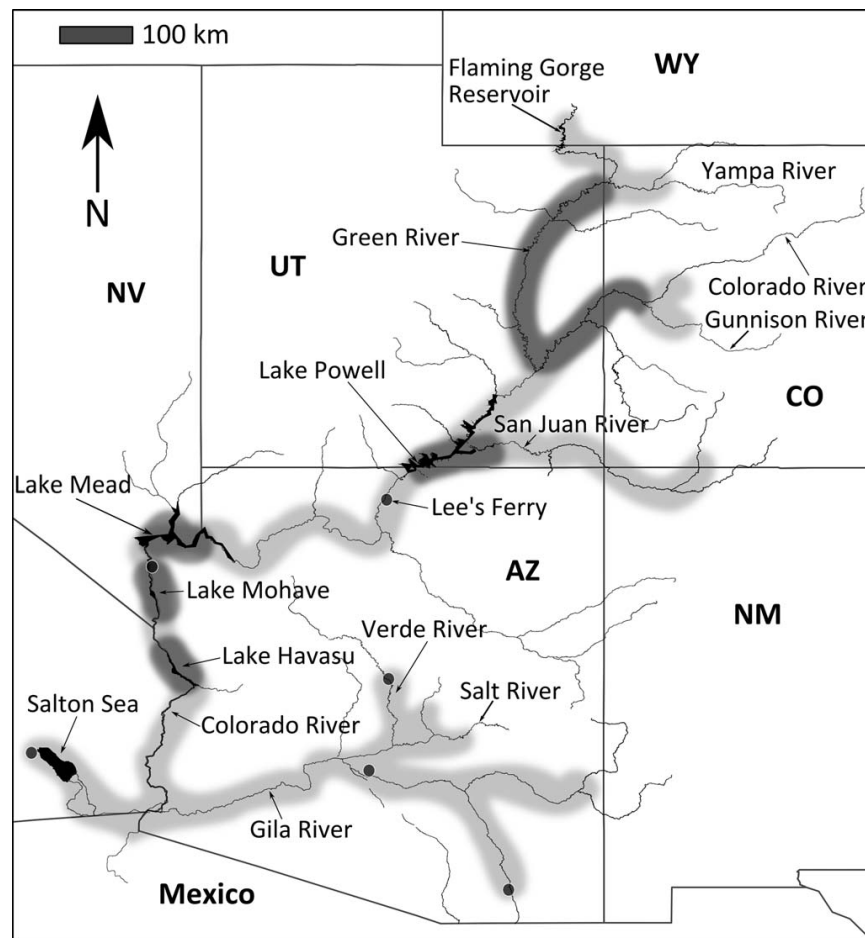 100 km
Flaming Gorge
Reservoir
WY
N
Yampa River
Green River
UT
NV
Colorado River
Gunnison River
Lake Powell
CO
San Juan River
Lake Mead
Lee's Ferry
AZ
Lake Mohave
NM
Verde River
Lake Havasu
Salt River
Salton Sea
Colorado River
Gila River
Mexico